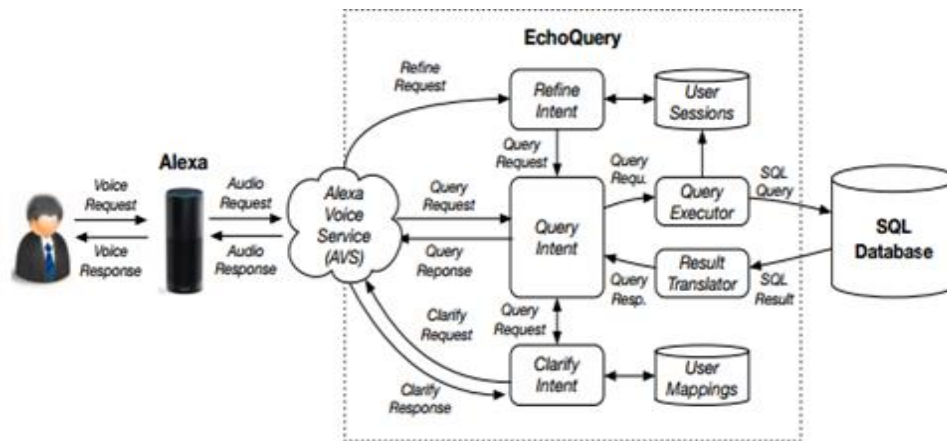 EchoQuery
Refine
Request
Refine
Intent
User
Sessions
Alexa
Voice
Request
Voice
Response
Audio
Request
Audio
Response
Alexa
Voice
Service
(AVS)
Query
Request
Query
Requ.
SQL
Query
Query
Request
Query
Reponse
Query
Intent
Query
Executor
Result
Translator
Query
Resp.
SQL
Result
SQL
Database
Clarify
Request
Query
Request
Clarify
Response
Clarify
Intent
User
Mappings